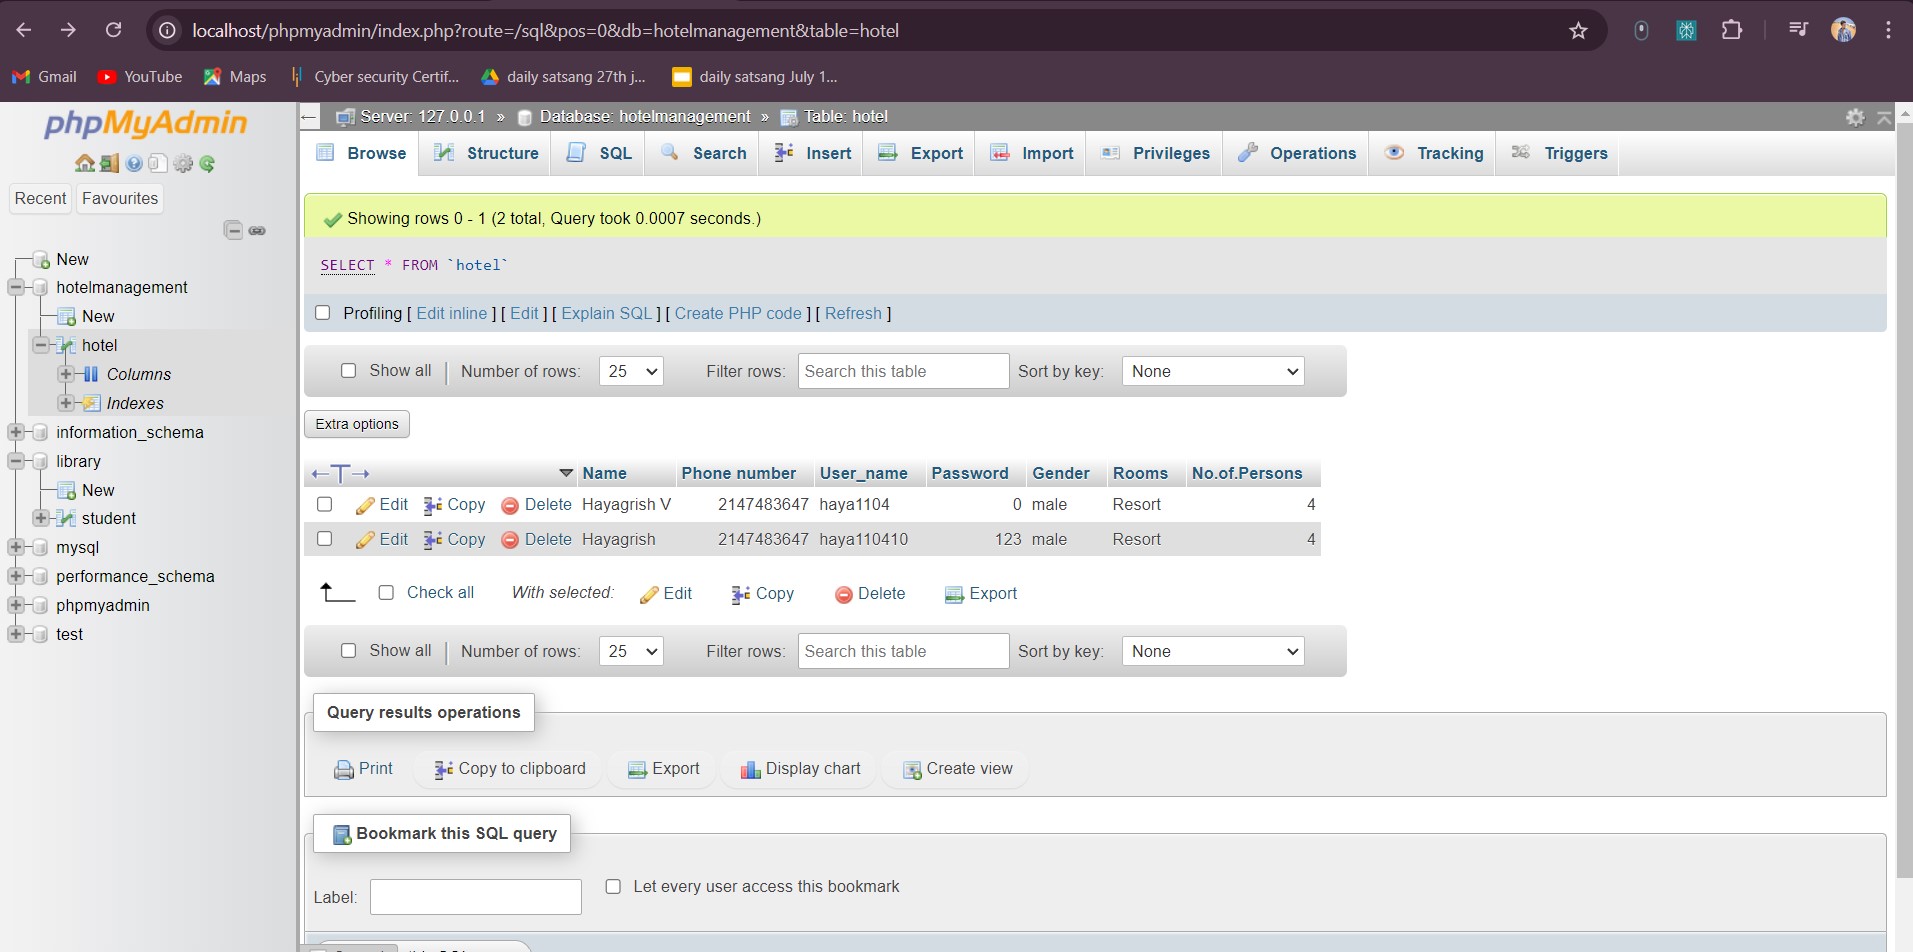 localhost/phpmyadmin/index.php?route=/sql&pos=0&db=hotelmanagement&table=hotel
Gmail YouTube Maps Cyber security Certif... daily satsang 27th j... daily satsang July 1...
phpMyAdmin
Recent Favourites
New
hotelmanagement
New
hotel
Columns
Indexes
information_schema
library
New
student
mysql
performance_schema
phpmyadmin
test
Server: 127.0.0.1 » Database: hotelmanagement » Table: hotel
Browse Structure SQL Search Insert Export Import Privileges Operations Tracking Triggers
Showing rows 0 - 1 (2 total, Query took 0.0007 seconds.)
SELECT * FROM `hotel`
Profiling [ Edit inline ] [ Edit ] [ Explain SQL ] [ Create PHP code ] [ Refresh ]
Show all Number of rows: 25 Filter rows: Search this table Sort by key: None
Extra options
←T→ Name Phone number User_name Password Gender Rooms No.of.Persons
Edit Copy Delete Hayagrish V 2147483647 haya1104 0 male Resort 4
Edit Copy Delete Hayagrish 2147483647 haya110410 123 male Resort 4
Check all With selected: Edit Copy Delete Export
Show all Number of rows: 25 Filter rows: Search this table Sort by key: None
Query results operations
Print Copy to clipboard Export Display chart Create view
Bookmark this SQL query
Label: Let every user access this bookmark